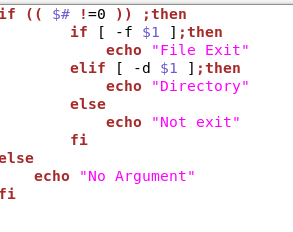 if (( $# !=0 )) ;then
if [ -f $1 ];then
echo "File Exit"
elif [ -d $1 ];then
echo "Directory"
else
echo "Not exit"
fi
else
echo "No Argument"
fi